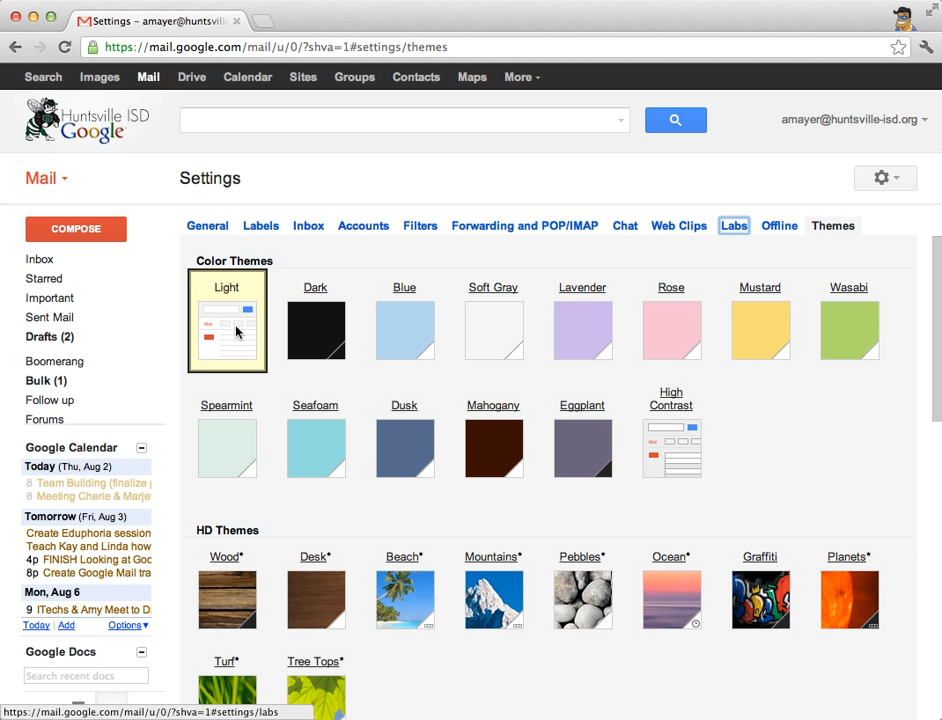 Settings – amayer@huntsvill
https://mail.google.com/mail/u/0/?shva=1#settings/themes
Search Images Mail Drive Calendar Sites Groups Contacts Maps More
Huntsville ISD
Google
amayer@huntsville-isd.org
Mail
Settings
COMPOSE
General Labels Inbox Accounts Filters Forwarding and POP/IMAP Chat Web Clips Labs Offline Themes
Inbox
Starred
Important
Sent Mail
Drafts (2)
Boomerang
Bulk (1)
Follow up
Forums
Google Calendar
Today (Thu, Aug 2)
8 Team Building (finalize p
8 Meeting Cherie & Marje
Tomorrow (Fri, Aug 3)
Create Eduphoria session
Teach Kay and Linda how
4p FINISH Looking at Goo
8p Create Google Mail tra
Mon, Aug 6
9 ITechs & Amy Meet to D
Today | Add Options▼
Google Docs
Search recent docs
Color Themes
Light Dark Blue Soft Gray Lavender Rose Mustard Wasabi
Mail
Spearmint Seafoam Dusk Mahogany Eggplant High Contrast
Mail
HD Themes
Wood* Desk* Beach* Mountains* Pebbles* Ocean* Graffiti Planets*
Turf* Tree Tops*
https://mail.google.com/mail/u/0/?shva=1#settings/labs